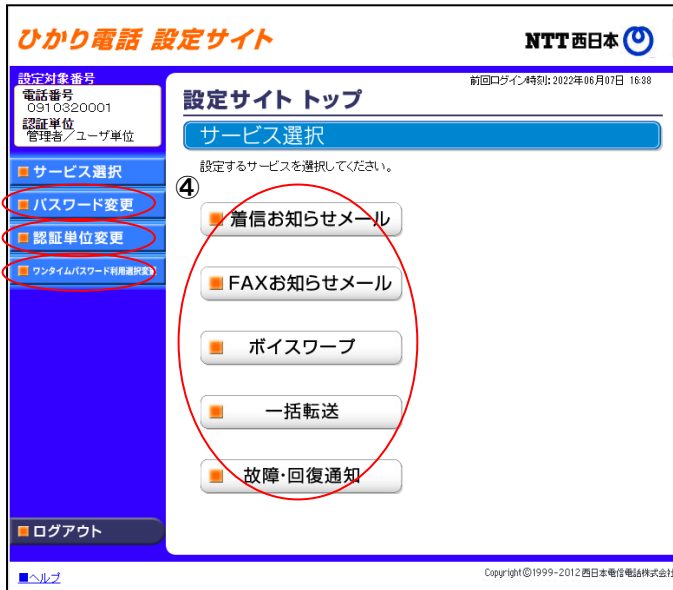 ひかり電話 設定サイト
NTT西日本
設定対象番号
電話番号
0910320001
認証単位
管理者／ユーザ単位
サービス選択
パスワード変更
認証単位変更
ワンタイムパスワード利用選択変更
ログアウト
前回ログイン時刻:2022年06月07日 16:38
設定サイト トップ
サービス選択
設定するサービスを選択してください。
④
着信お知らせメール
FAXお知らせメール
ボイスワープ
一括転送
故障・回復通知
■ヘルプ
Copyright©1999-2012 西日本電信電話株式会社